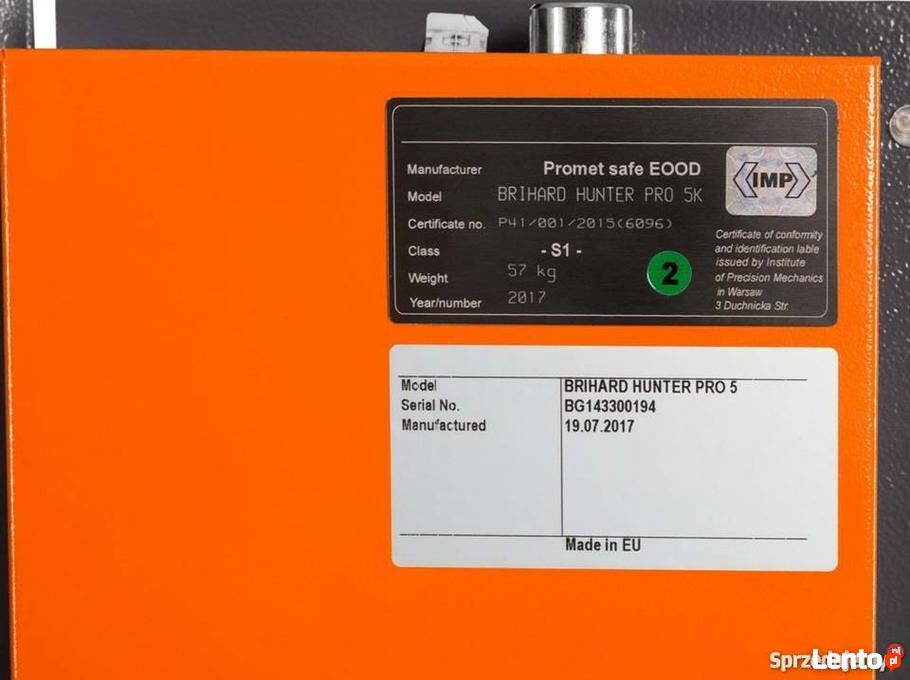 Manufacturer Promet safe EOOD
Model BRIHARD HUNTER PRO 5K
Certificate no. P41/001/2015(6096)
Class - S1 -
Weight 57 kg
Year/number 2017
2
IMP
Certificate of conformity
and identification lable
issued by Institute
of Precision Mechanics
in Warsaw
3 Duchnicka Str.
Model BRIHARD HUNTER PRO 5
Serial No. BG143300194
Manufactured 19.07.2017
Made in EU
Lento.pl